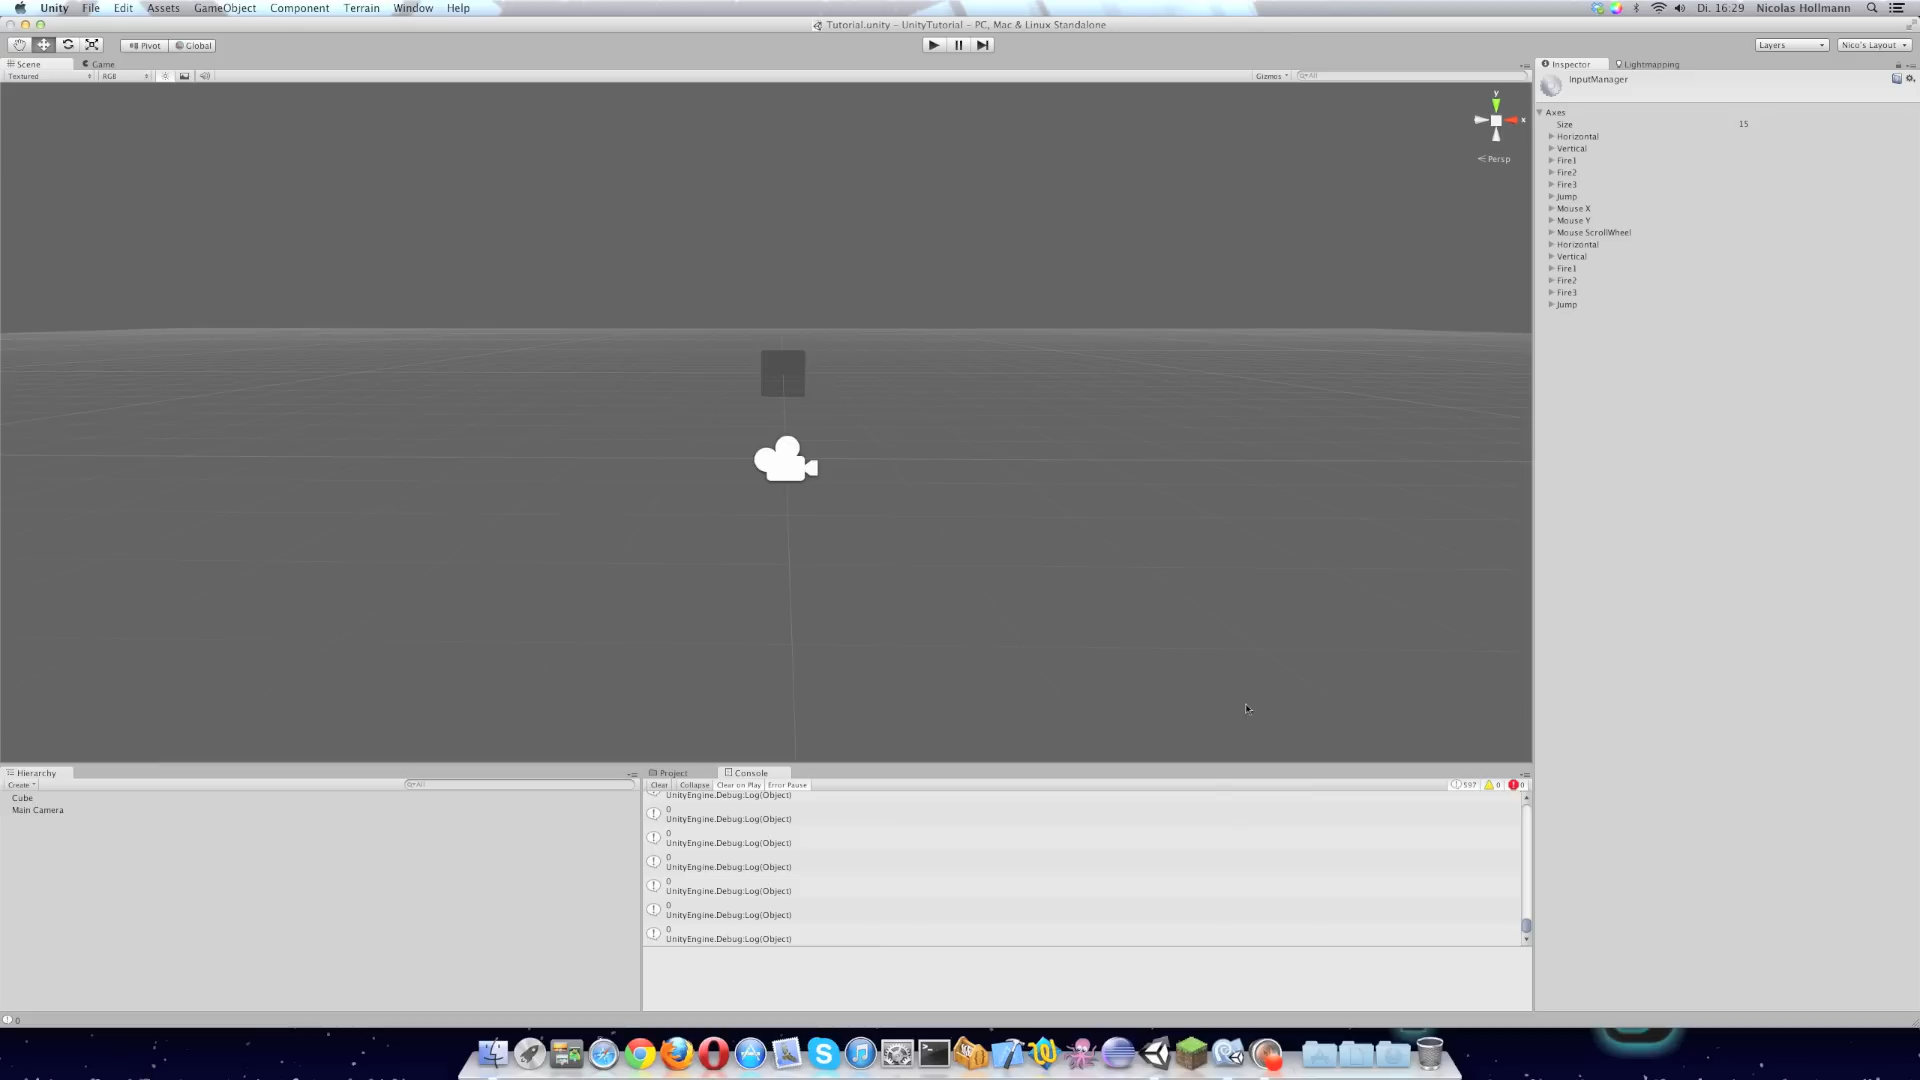 Unity File Edit Assets GameObject Component Terrain Window Help Di. 16:29 Nicolas Hollmann
Tutorial.unity – UnityTutorial – PC, Mac & Linux Standalone
Pivot Global Layers Nico's Layout
Scene Game Inspector Lightmapping
Textured RGB Gizmos All
InputManager
y
x
Persp
Axes
Size 15
Horizontal
Vertical
Fire1
Fire2
Fire3
Jump
Mouse X
Mouse Y
Mouse ScrollWheel
Horizontal
Vertical
Fire1
Fire2
Fire3
Jump
Hierarchy
Create All
Cube
Main Camera
Project Console
Clear Collapse Clear on Play Error Pause 597 0 0
UnityEngine.Debug:Log(Object)
0
UnityEngine.Debug:Log(Object)
0
UnityEngine.Debug:Log(Object)
0
UnityEngine.Debug:Log(Object)
0
UnityEngine.Debug:Log(Object)
0
UnityEngine.Debug:Log(Object)
0
UnityEngine.Debug:Log(Object)
0